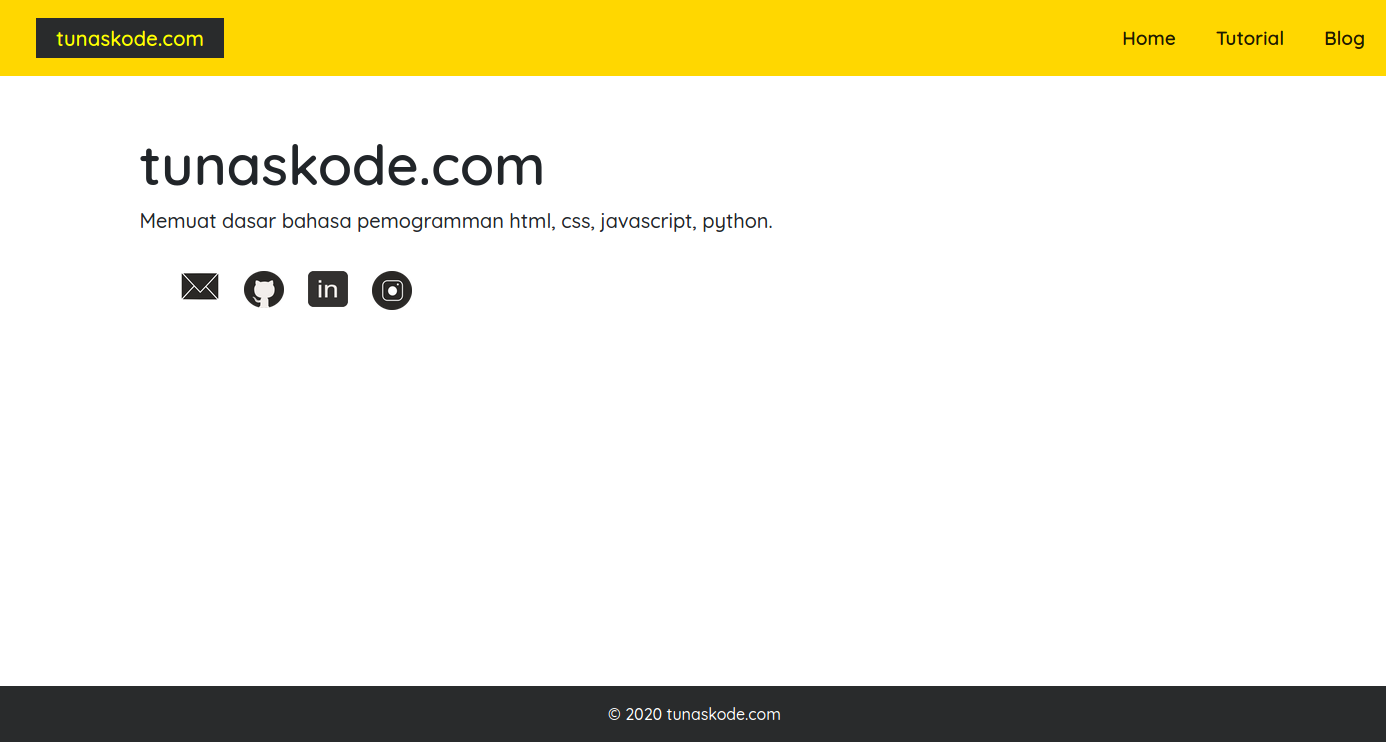 tunaskode.com
Home Tutorial Blog
tunaskode.com
Memuat dasar bahasa pemogramman html, css, javascript, python.
in
© 2020 tunaskode.com